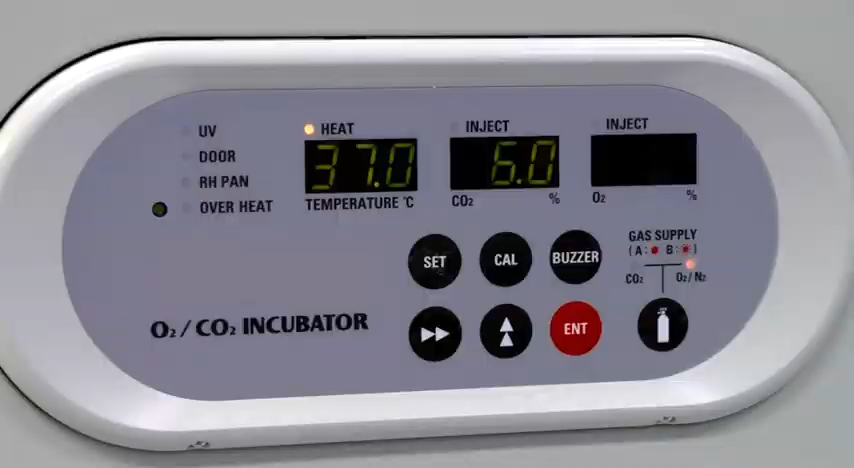 UV
DOOR
RH PAN
OVER HEAT
HEAT
37.0
TEMPERATURE °C
INJECT
6.0
CO₂ %
INJECT
O₂ %
SET
CAL
BUZZER
GAS SUPPLY
( A: B: )
CO₂ O₂/N₂
O₂/CO₂ INCUBATOR
ENT